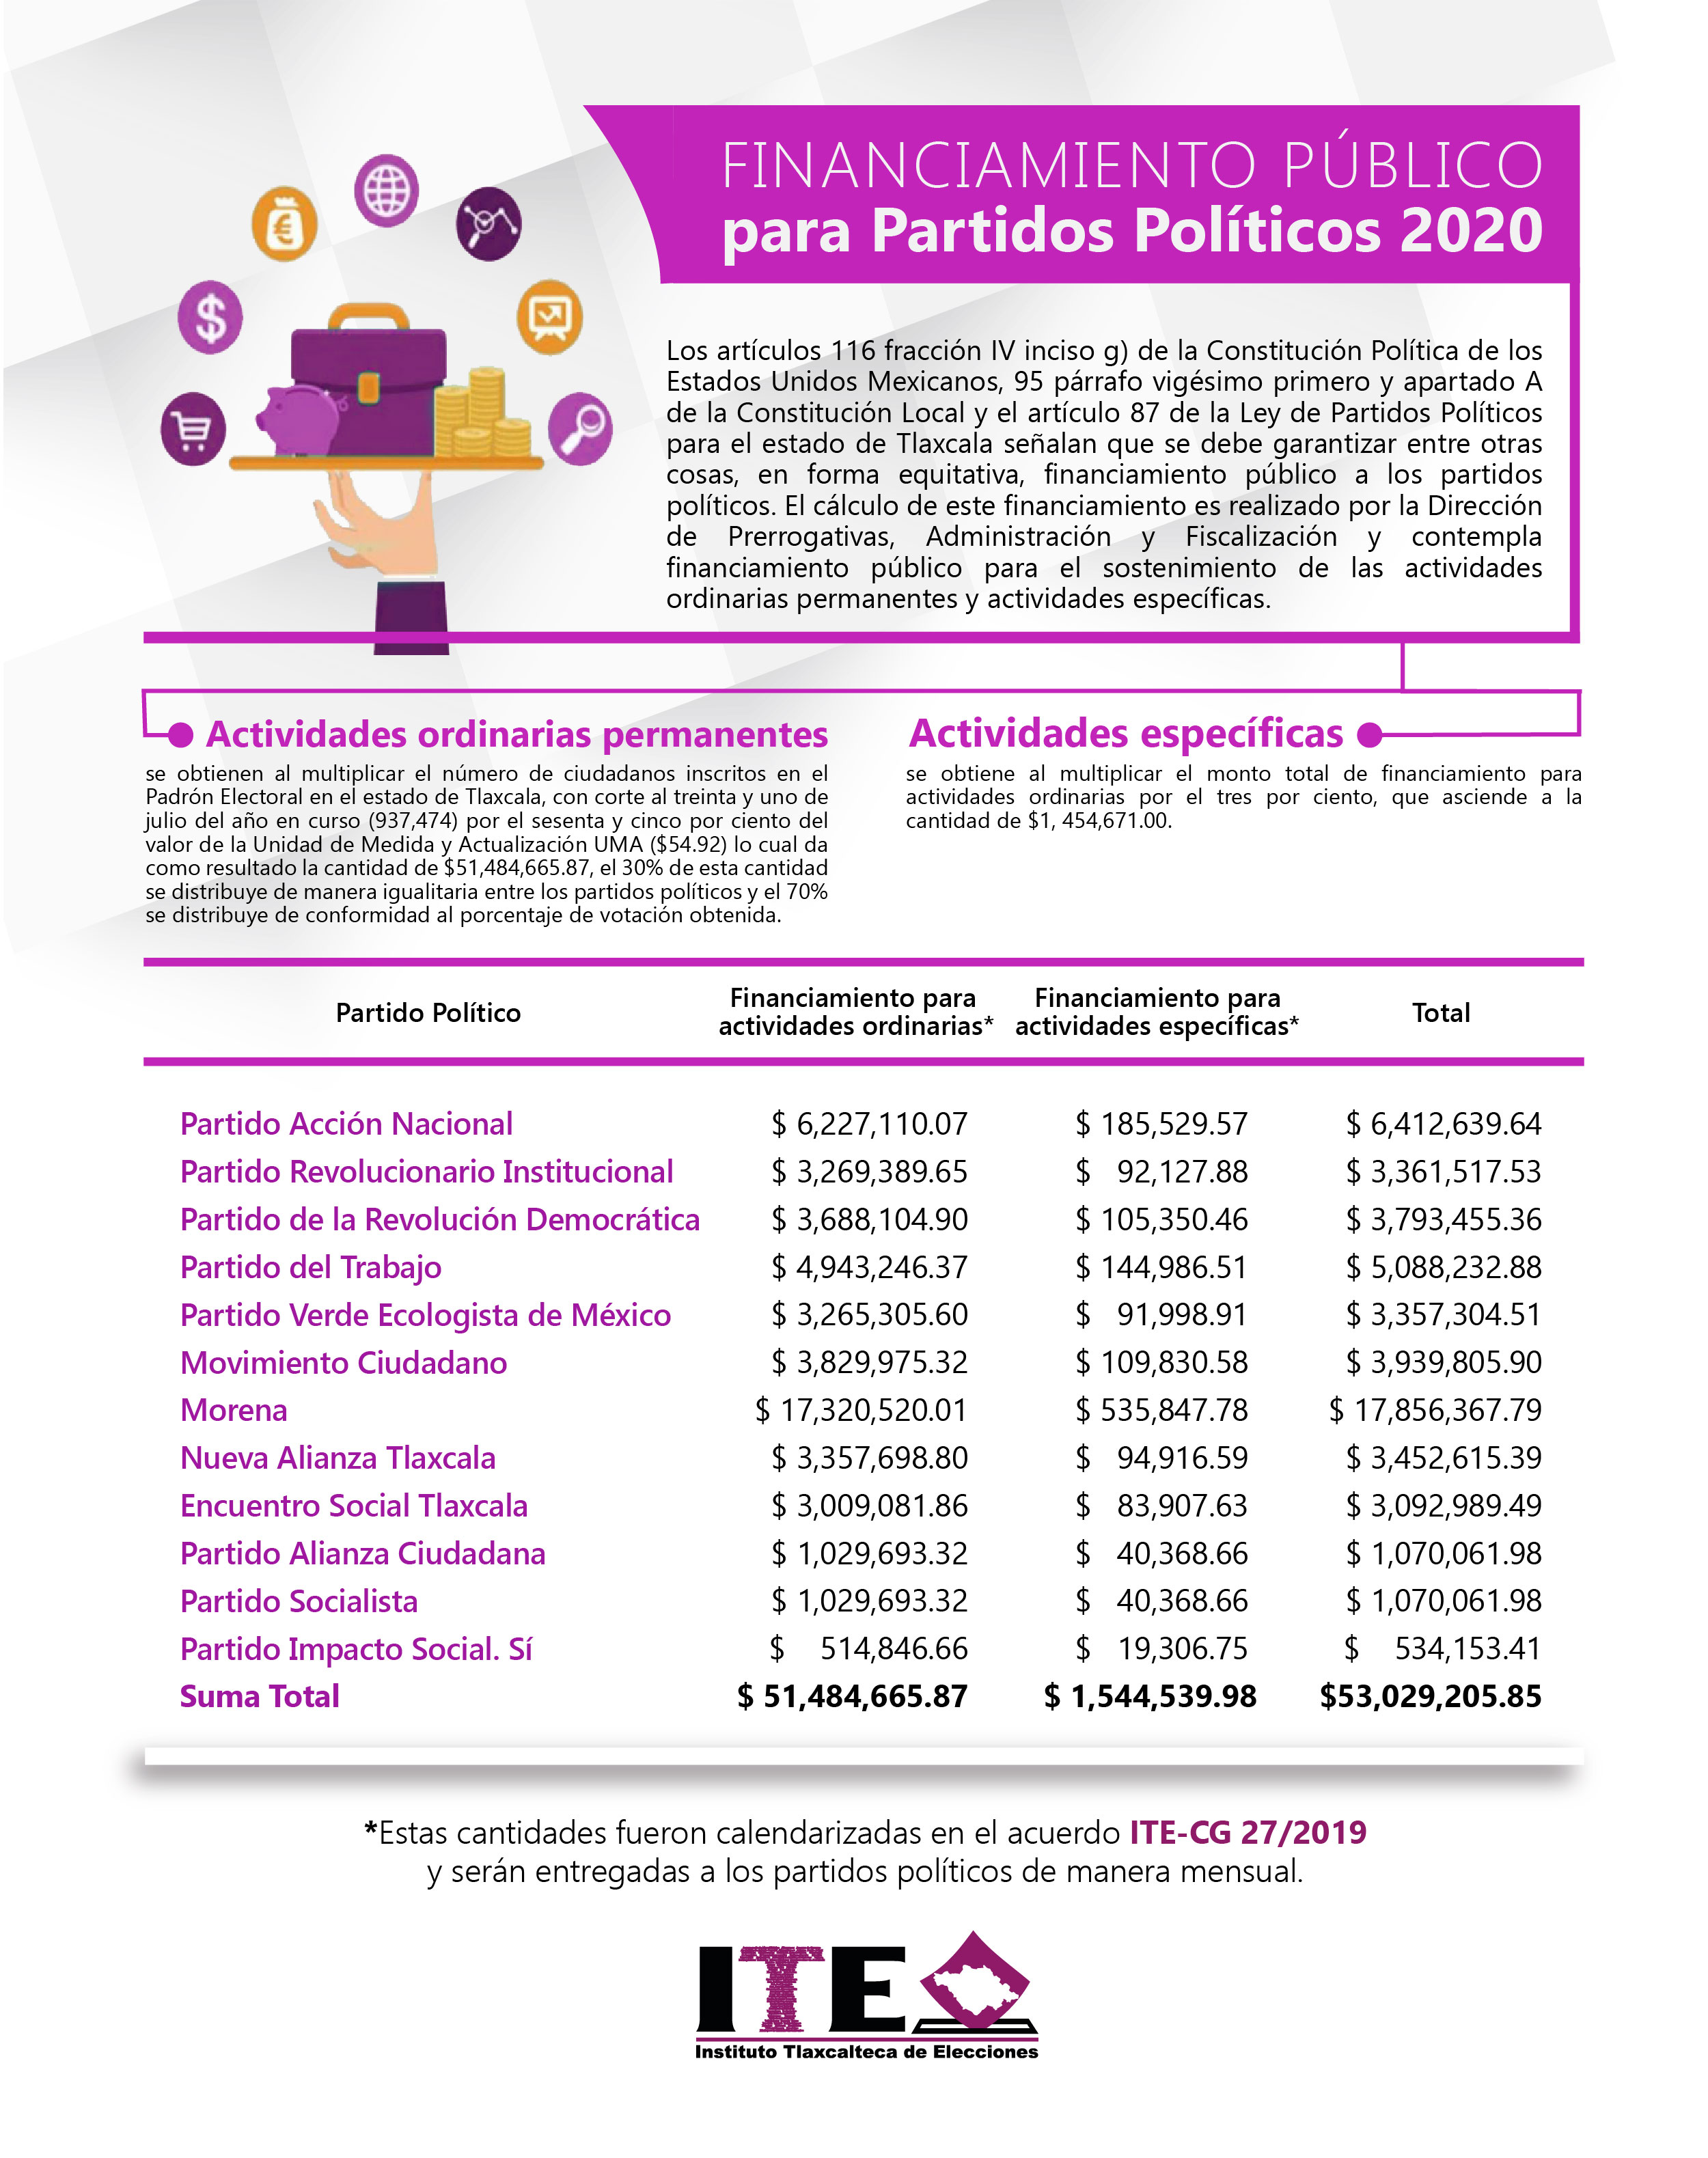 FINANCIAMIENTO PÚBLICO
para Partidos Políticos 2020
Los artículos 116 fracción IV inciso g) de la Constitución Política de los
Estados Unidos Mexicanos, 95 párrafo vigésimo primero y apartado A
de la Constitución Local y el artículo 87 de la Ley de Partidos Políticos
para el estado de Tlaxcala señalan que se debe garantizar entre otras
cosas, en forma equitativa, financiamiento público a los partidos
políticos. El cálculo de este financiamiento es realizado por la Dirección
de Prerrogativas, Administración y Fiscalización y contempla
financiamiento público para el sostenimiento de las actividades
ordinarias permanentes y actividades específicas.
Actividades ordinarias permanentes
se obtienen al multiplicar el número de ciudadanos inscritos en el
Padrón Electoral en el estado de Tlaxcala, con corte al treinta y uno de
julio del año en curso (937,474) por el sesenta y cinco por ciento del
valor de la Unidad de Medida y Actualización UMA ($54.92) lo cual da
como resultado la cantidad de $51,484,665.87, el 30% de esta cantidad
se distribuye de manera igualitaria entre los partidos políticos y el 70%
se distribuye de conformidad al porcentaje de votación obtenida.
Actividades específicas
se obtiene al multiplicar el monto total de financiamiento para
actividades ordinarias por el tres por ciento, que asciende a la
cantidad de $1, 454,671.00.
Partido Político Financiamiento para actividades ordinarias* Financiamiento para actividades específicas* Total
Partido Acción Nacional $ 6,227,110.07 $ 185,529.57 $ 6,412,639.64
Partido Revolucionario Institucional $ 3,269,389.65 $ 92,127.88 $ 3,361,517.53
Partido de la Revolución Democrática $ 3,688,104.90 $ 105,350.46 $ 3,793,455.36
Partido del Trabajo $ 4,943,246.37 $ 144,986.51 $ 5,088,232.88
Partido Verde Ecologista de México $ 3,265,305.60 $ 91,998.91 $ 3,357,304.51
Movimiento Ciudadano $ 3,829,975.32 $ 109,830.58 $ 3,939,805.90
Morena $ 17,320,520.01 $ 535,847.78 $ 17,856,367.79
Nueva Alianza Tlaxcala $ 3,357,698.80 $ 94,916.59 $ 3,452,615.39
Encuentro Social Tlaxcala $ 3,009,081.86 $ 83,907.63 $ 3,092,989.49
Partido Alianza Ciudadana $ 1,029,693.32 $ 40,368.66 $ 1,070,061.98
Partido Socialista $ 1,029,693.32 $ 40,368.66 $ 1,070,061.98
Partido Impacto Social. Sí $ 514,846.66 $ 19,306.75 $ 534,153.41
Suma Total $ 51,484,665.87 $ 1,544,539.98 $53,029,205.85
*Estas cantidades fueron calendarizadas en el acuerdo ITE-CG 27/2019
y serán entregadas a los partidos políticos de manera mensual.
ITE
Instituto Tlaxcalteca de Elecciones